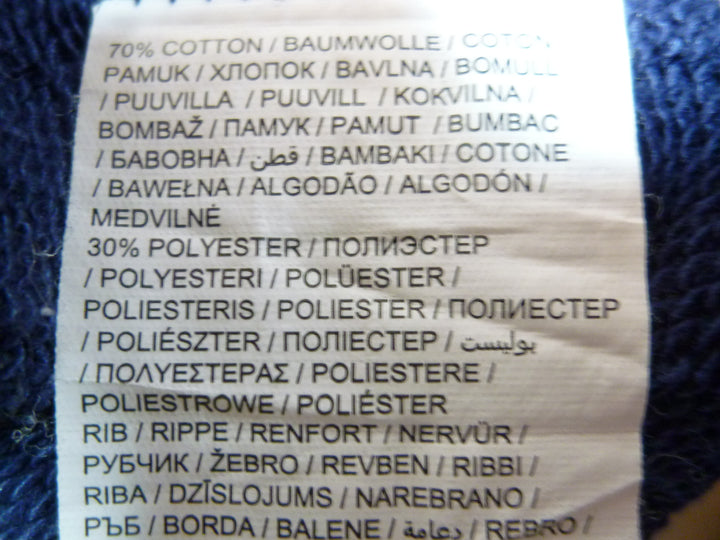 70% COTTON / BAUMWOLLE / COTON
PAMUK / ХЛОПОК / BAVLNA / BOMULL
/ PUUVILLA / PUUVILL / KOKVILNA /
BOMBAŽ / ПАМУК / PAMUT / BUMBAC
/ БАВОВНА / قطن / BAMBAKI / COTONE
/ BAWEŁNA / ALGODÃO / ALGODÓN /
MEDVILNĖ
30% POLYESTER / ПОЛИЭСТЕР
/ POLYESTERI / POLÜESTER /
POLIESTERIS / POLIESTER / ПОЛИЕСТЕР
/ POLIÉSZTER / ПОЛІЕСТЕР / بوليست
/ ΠΟΛΥΕΣΤΕΡΑΣ / POLIESTERE /
POLIESTROWE / POLIÉSTER
RIB / RIPPE / RENFORT / NERVÜR /
РУБЧИК / ŽEBRO / REVBEN / RIBBI /
RIBA / DZĪSLOJUMS / NAREBRANO /
РЪБ / BORDA / BALENE / دعامة / REBRO /